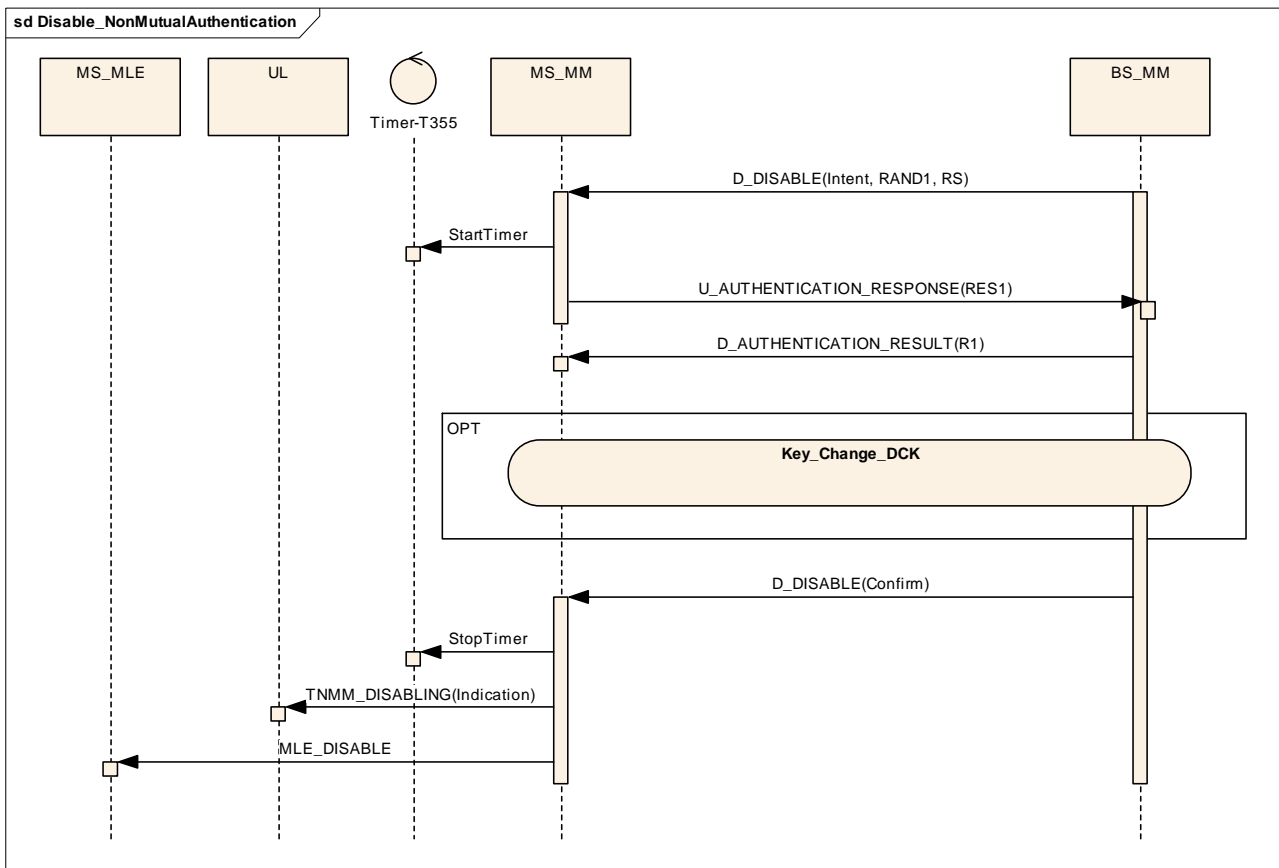 sd Disable_NonMutualAuthentication
MS_MLE
UL
Timer-T355
MS_MM
BS_MM
D_DISABLE(Intent, RAND1, RS)
StartTimer
U_AUTHENTICATION_RESPONSE(RES1)
D_AUTHENTICATION_RESULT(R1)
OPT
Key_Change_DCK
D_DISABLE(Confirm)
StopTimer
TNMM_DISABLING(Indication)
MLE_DISABLE